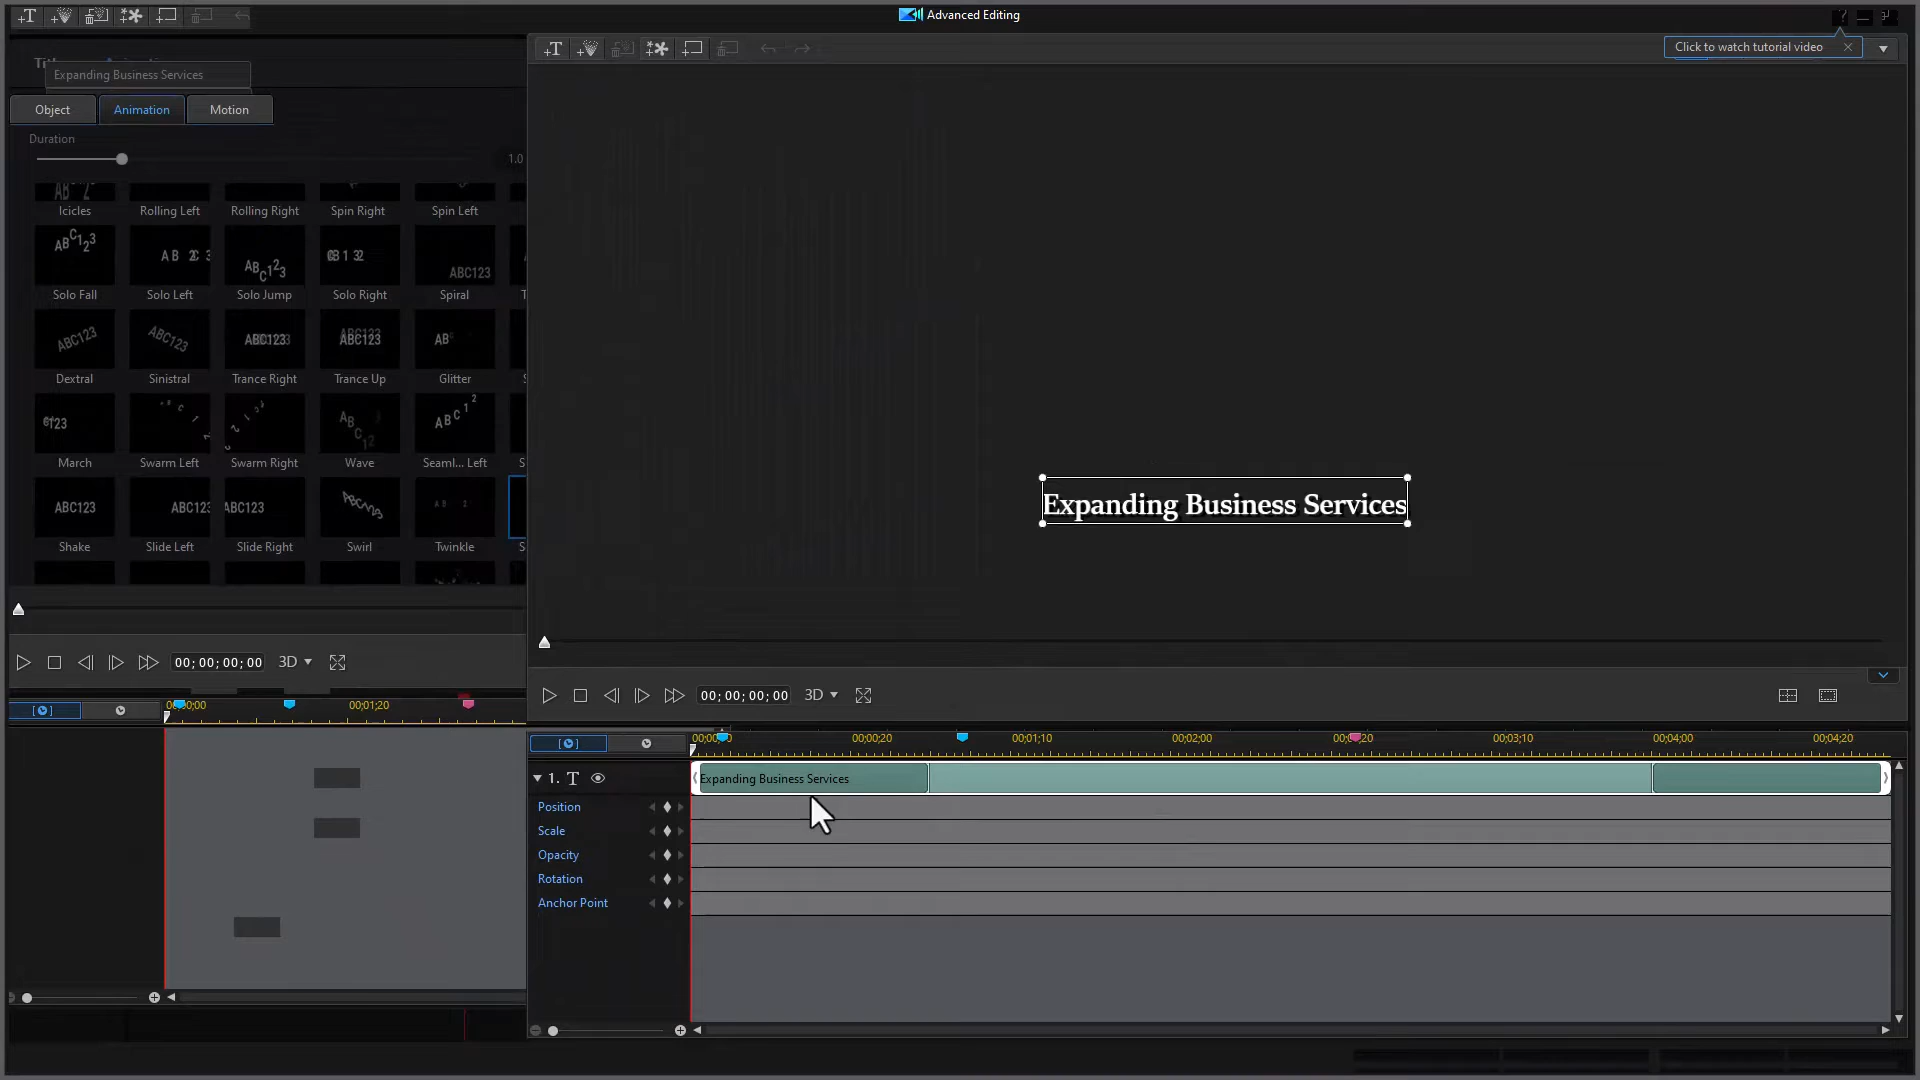 Advanced Editing
Click to watch tutorial video
Expanding Business Services
Object Animation Motion
Duration
1.0
Icicles Rolling Left Rolling Right Spin Right Spin Left
Solo Fall Solo Left Solo Jump Solo Right Spiral
ABC123
Dextral Sinistral Trance Right Trance Up Glitter
March Swarm Left Swarm Right Wave Seaml... Left
ABC123
Shake Slide Left Slide Right Swirl Twinkle
Expanding Business Services
00; 00; 00; 00 3D
00; 00; 00; 00 3D
00;01;20
00;00;20 00;01;10 00;02;00 00;03;10 00;04;00 00;04;20
1. T Expanding Business Services
Position
Scale
Opacity
Rotation
Anchor Point